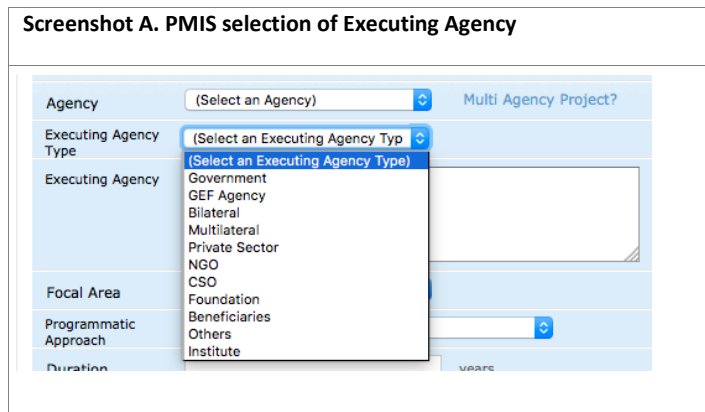 Screenshot A. PMIS selection of Executing Agency
Agency
(Select an Agency)
Multi Agency Project?
Executing Agency
Type
(Select an Executing Agency Typ
(Select an Executing Agency Type)
Executing Agency
Government
GEF Agency
Bilateral
Multilateral
Private Sector
NGO
CSO
Foundation
Beneficiaries
Others
Institute
Focal Area
Programmatic
Approach
Duration
years